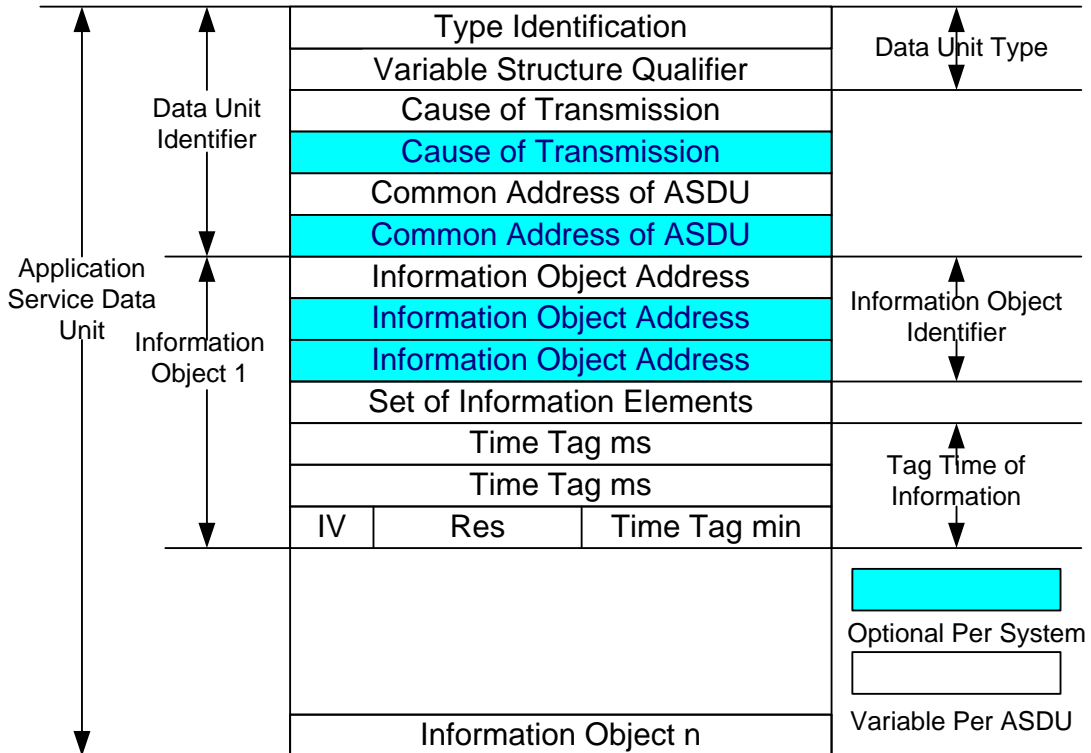 Type Identification
Data Unit Type
Variable Structure Qualifier
Data Unit
Identifier
Cause of Transmission
Cause of Transmission
Common Address of ASDU
Common Address of ASDU
Application
Service Data
Unit
Information
Object 1
Information Object Address
Information Object Address
Information Object Address
Information Object
Identifier
Set of Information Elements
Time Tag ms
Time Tag ms
Tag Time of
Information
IV
Res
Time Tag min
Optional Per System
Variable Per ASDU
Information Object n